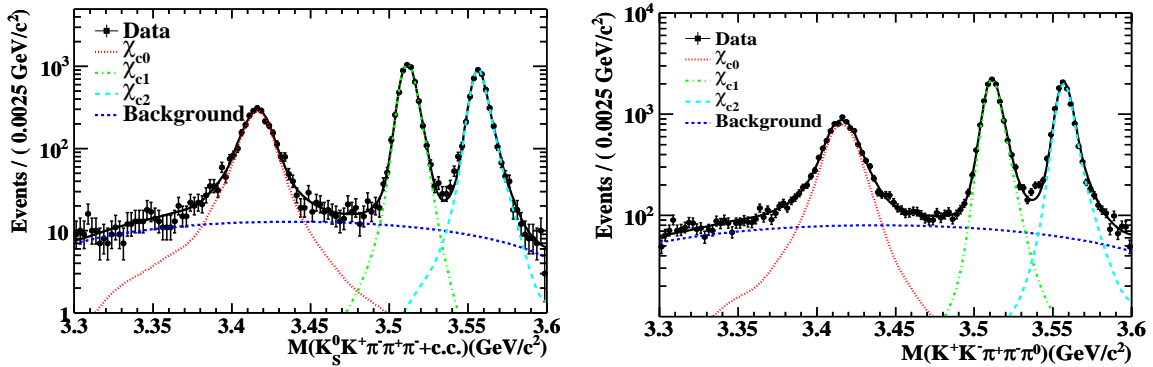 Events / ( 0.0025 GeV/c²)
10³
10²
10
1
Data
χc0
χc1
χc2
Background
3.3 3.35 3.4 3.45 3.5 3.55 3.6
M(K⁰SK⁺π⁻π⁺π⁻+c.c.)(GeV/c²)
Events / ( 0.0025 GeV/c²)
10⁴
10³
10²
10
Data
χc0
χc1
χc2
Background
3.3 3.35 3.4 3.45 3.5 3.55 3.6
M(K⁺K⁻π⁺π⁻π⁰)(GeV/c²)